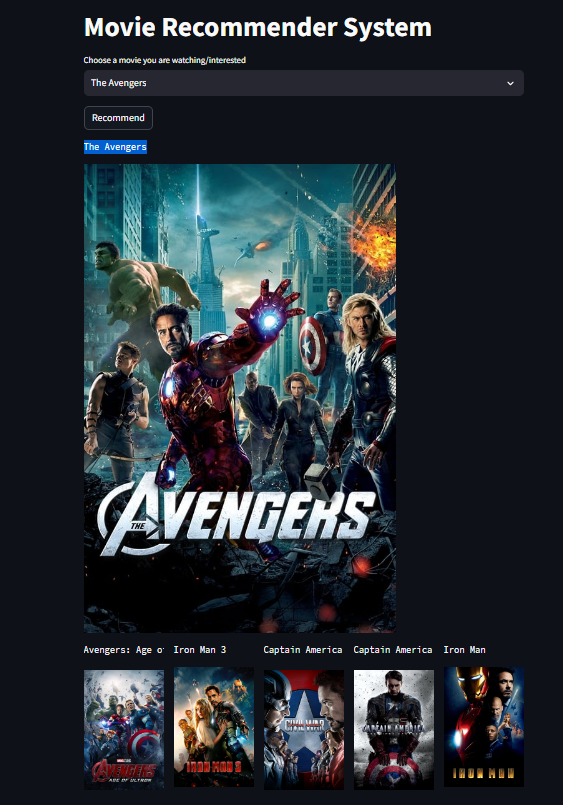 Movie Recommender System
Choose a movie you are watching/interested
The Avengers
Recommend
The Avengers
THE AVENGERS
Avengers: Age o
Iron Man 3
Captain America
Captain America
Iron Man
AGE OF ULTRON
IRON MAN 3
CIVIL WAR
CAPTAIN AMERICA
IRON MAN